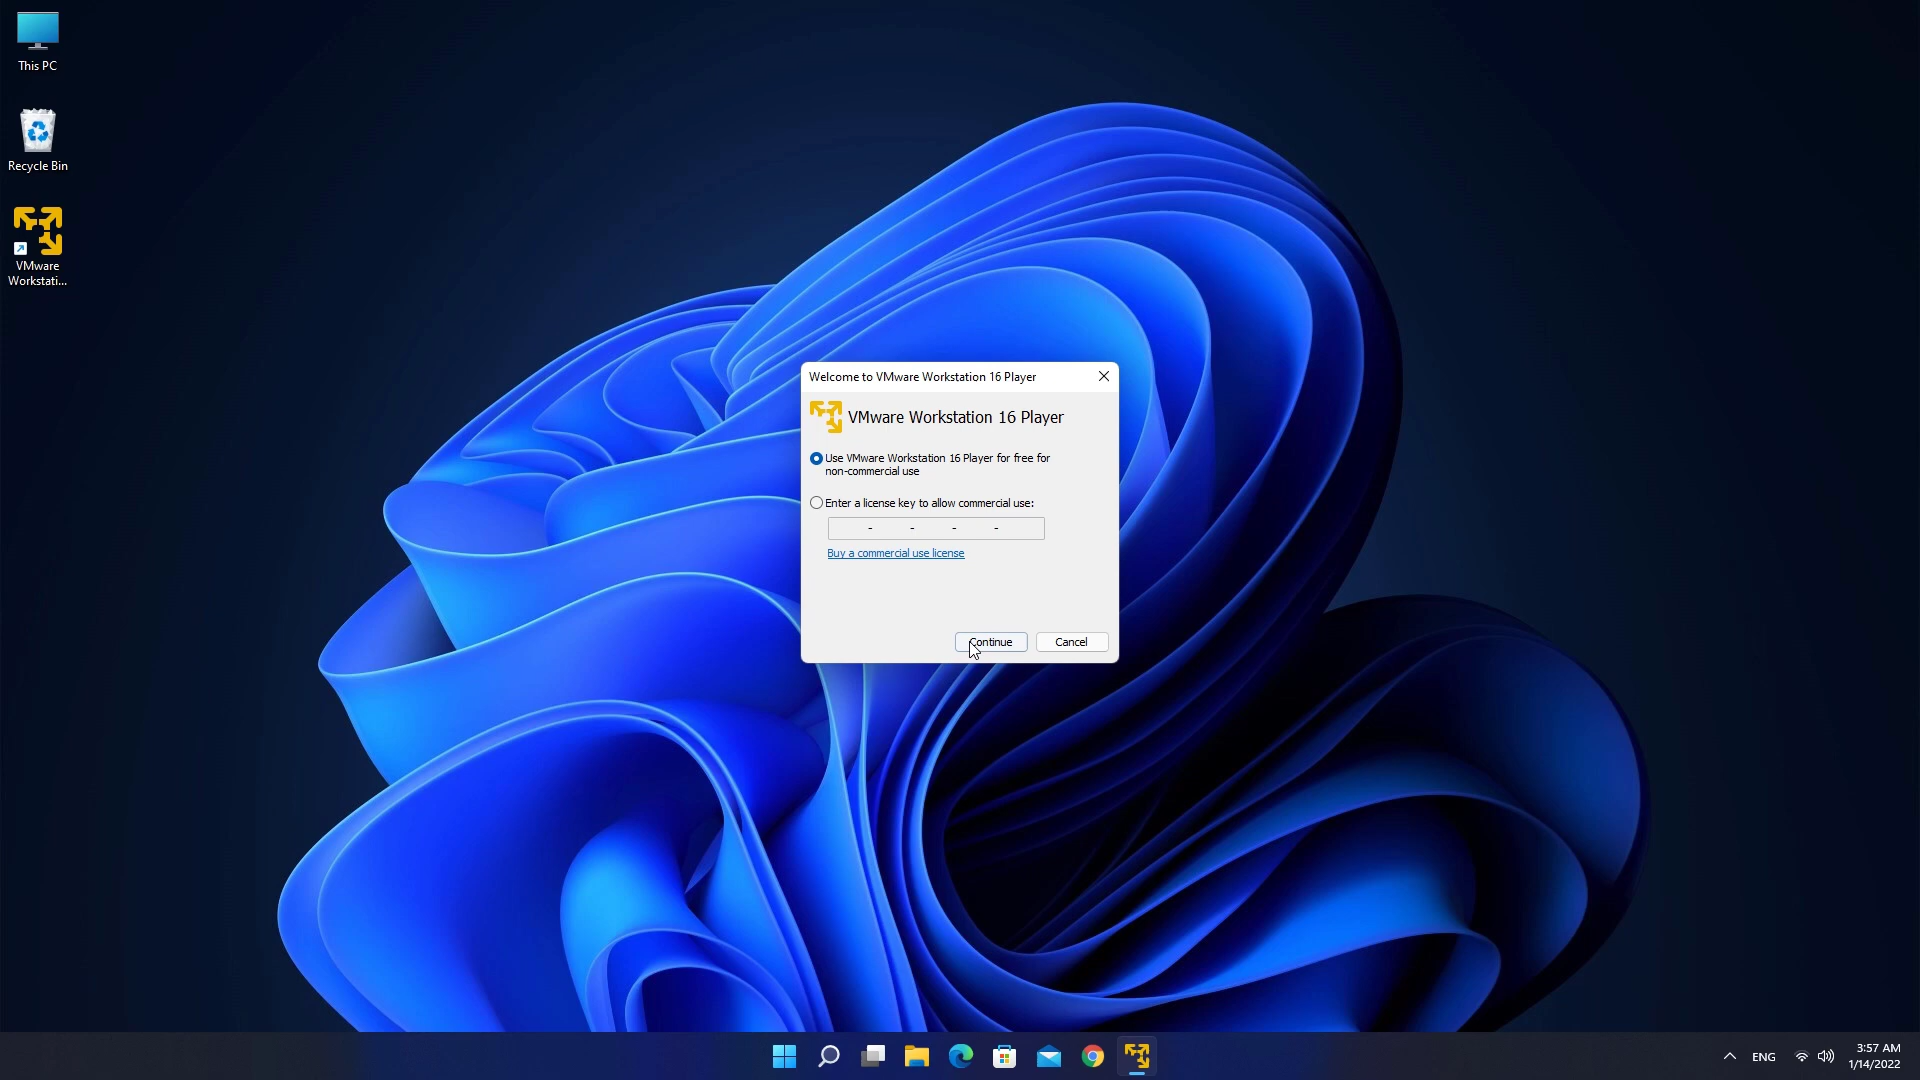 This PC
Recycle Bin
VMware
Workstati...
Welcome to VMware Workstation 16 Player
VMware Workstation 16 Player
Use VMware Workstation 16 Player for free for
non-commercial use
Enter a license key to allow commercial use:
- - - -
Buy a commercial use license
Continue
Cancel
ENG
3:57 AM
1/14/2022